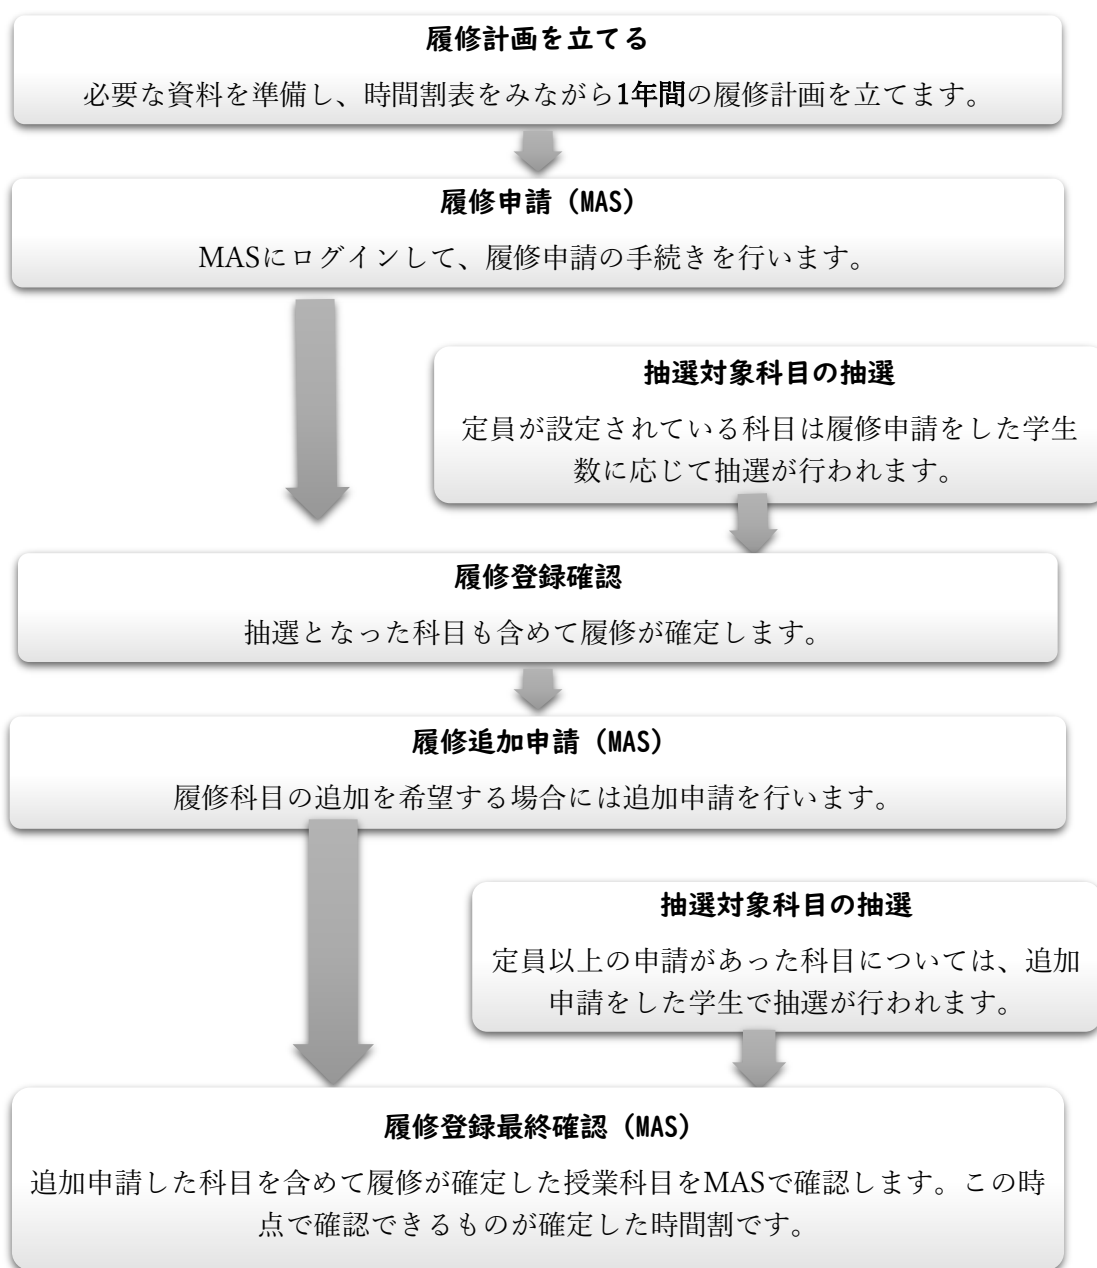 履修計画を立てる
必要な資料を準備し、時間割表をみながら1年間の履修計画を立てます。
履修申請（MAS）
MASにログインして、履修申請の手続きを行います。
抽選対象科目の抽選
定員が設定されている科目は履修申請をした学生
数に応じて抽選が行われます。
履修登録確認
抽選となった科目も含めて履修が確定します。
履修追加申請（MAS）
履修科目の追加を希望する場合には追加申請を行います。
抽選対象科目の抽選
定員以上の申請があった科目については、追加
申請をした学生で抽選が行われます。
履修登録最終確認（MAS）
追加申請した科目を含めて履修が確定した授業科目をMASで確認します。この時
点で確認できるものが確定した時間割です。